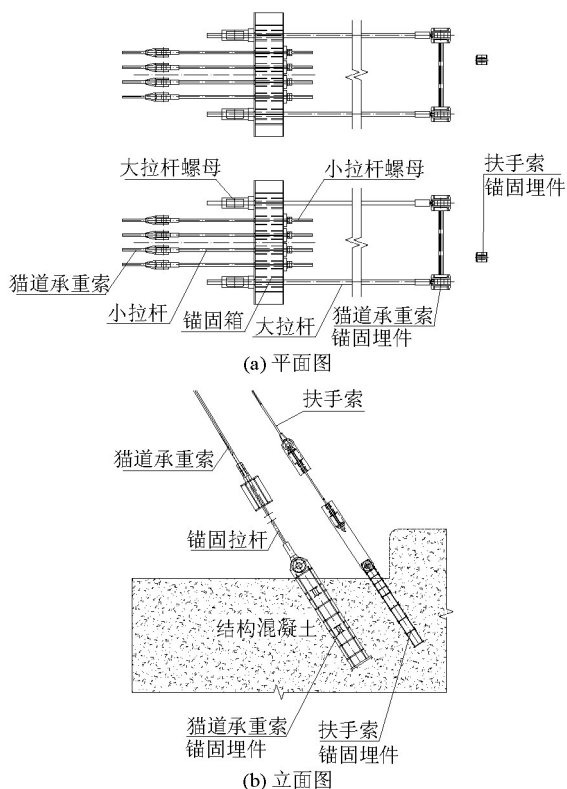 大拉杆螺母
小拉杆螺母
扶手索
锚固埋件
猫道承重索
小拉杆
锚固箱
大拉杆
猫道承重索
锚固埋件
(a) 平面图
扶手索
猫道承重索
锚固拉杆
结构混凝土
猫道承重索
锚固埋件
扶手索
锚固埋件
(b) 立面图